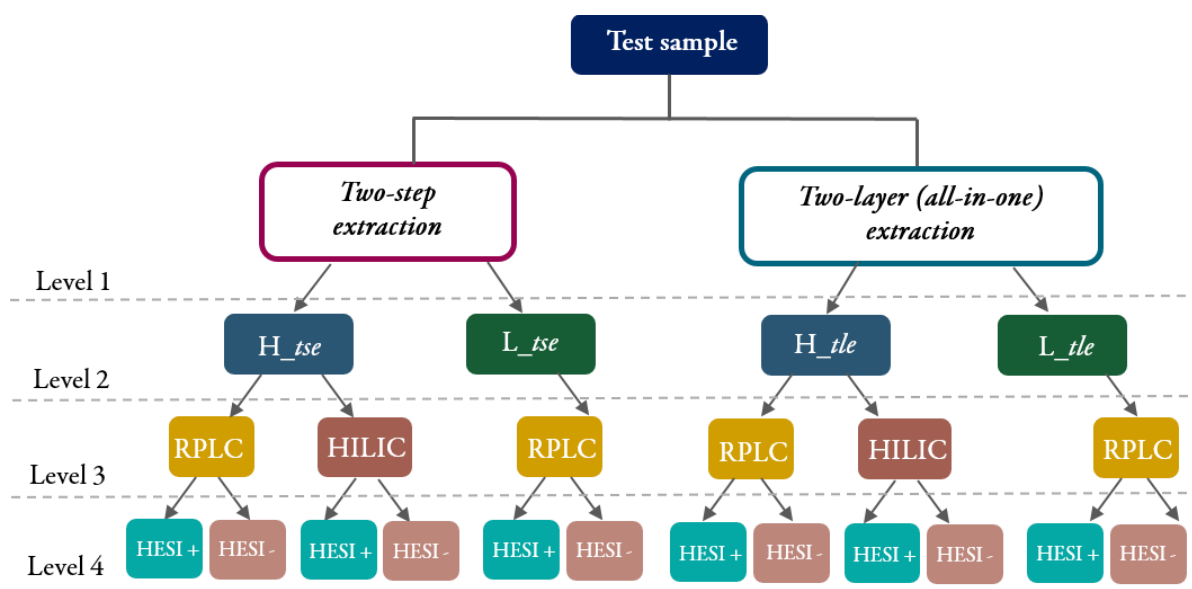 Test sample
Two-step
extraction
Two-layer (all-in-one)
extraction
Level 1
H_tse
L_tse
H_tle
L_tle
Level 2
RPLC
HILIC
RPLC
RPLC
HILIC
RPLC
Level 3
HESI +
HESI -
HESI +
HESI -
HESI +
HESI -
HESI +
HESI -
HESI +
HESI -
HESI +
HESI -
Level 4